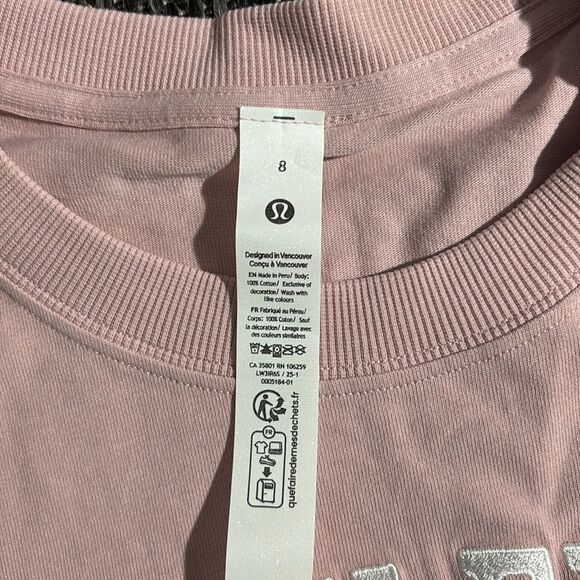 8
Designed in Vancouver
Conçu à Vancouver
EN Made in Peru/ Body:
100% Cotton/ Exclusive of
decoration/ Wash with
like colours
FR Fabriqué au Pérou/
Corps: 100% Coton/ Sauf
la décoration/ Lavage avec
des couleurs similaires
CA 35801 RN 106259
LW3IR6S / 25-1
0005184-01
FR
quefairedemesdechets.fr